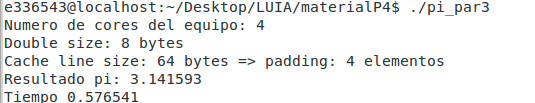 e336543@localhost:~/Desktop/LUIA/materialP4$ ./pi_par3
Numero de cores del equipo: 4
Double size: 8 bytes
Cache line size: 64 bytes => padding: 4 elementos
Resultado pi: 3.141593
Tiempo 0.576541